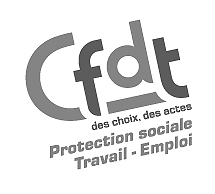 Cfdt
des choix, des actes
Protection sociale
Travail - Emploi